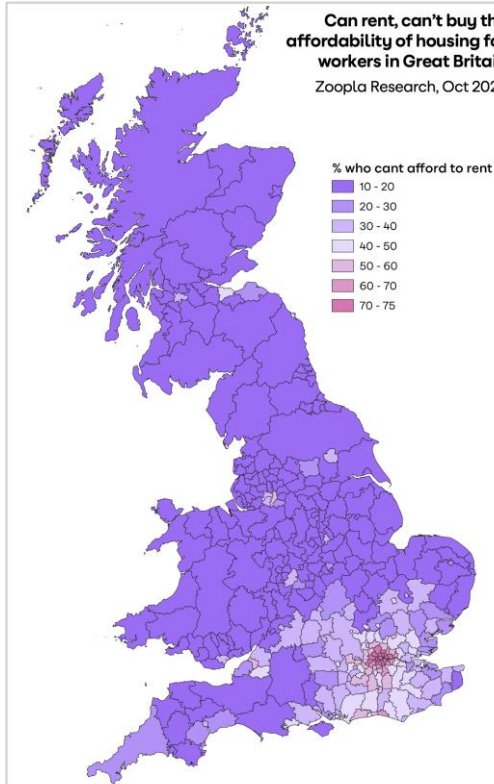 Can rent, can't buy th
affordability of housing fo
workers in Great Britai
Zoopla Research, Oct 202
% who cant afford to rent
10 - 20
20 - 30
30 - 40
40 - 50
50 - 60
60 - 70
70 - 75